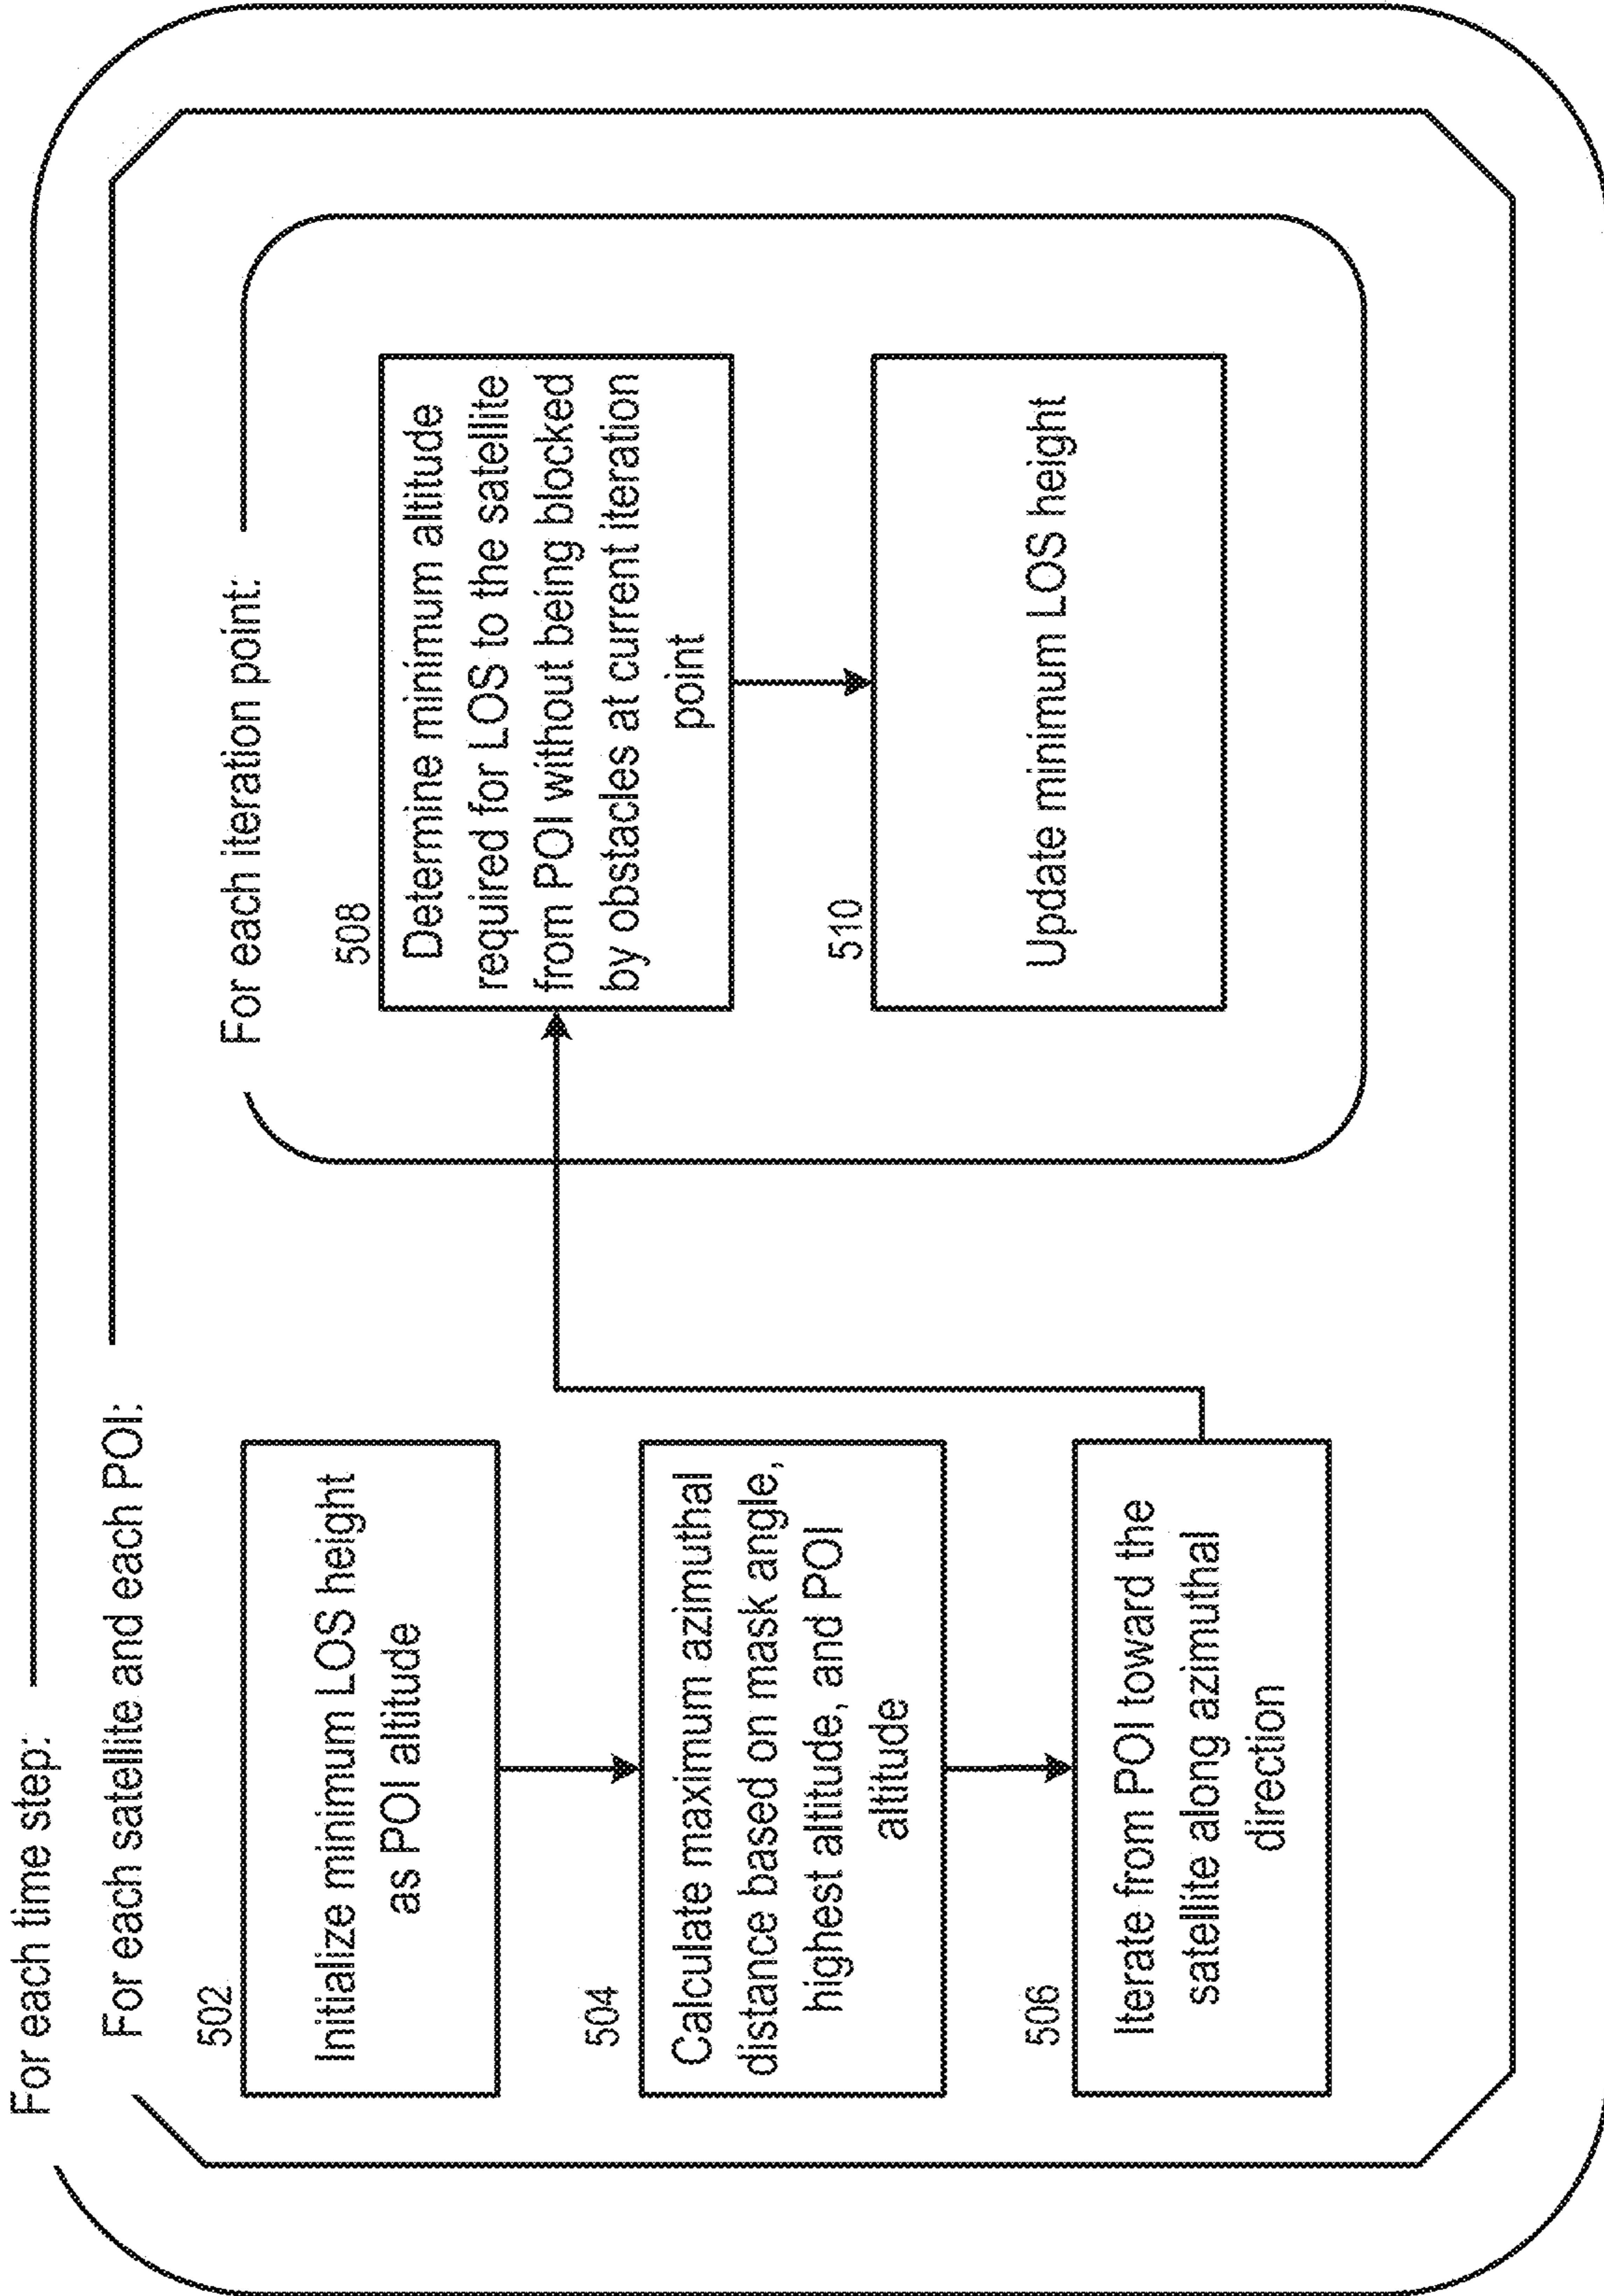 For each time step:
For each satellite and each POI:
502
Initialize minimum LOS height
as POI altitude
504
Calculate maximum azimuthal
distance based on mask angle,
highest altitude, and POI
altitude
506
Iterate from POI toward the
satellite along azimuthal
direction
For each iteration point:
508
Determine minimum altitude
required for LOS to the satellite
from POI without being blocked
by obstacles at current iteration
point
510
Update minimum LOS height